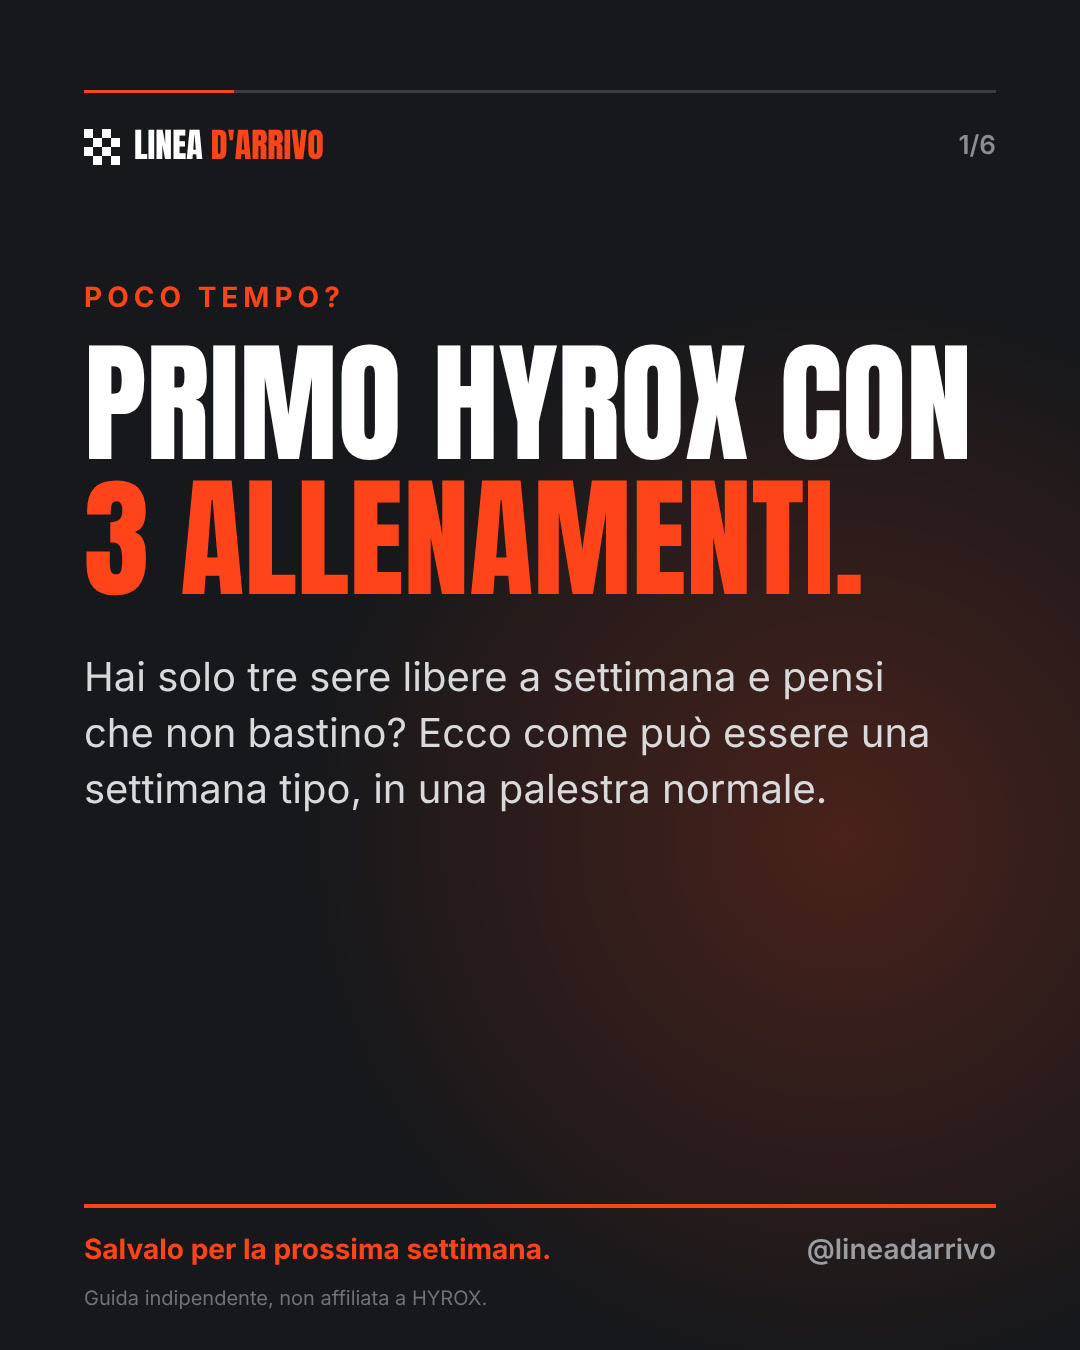 LINEA D'ARRIVO
1/6
POCO TEMPO?
PRIMO HYROX CON
3 ALLENAMENTI.
Hai solo tre sere libere a settimana e pensi
che non bastino? Ecco come può essere una
settimana tipo, in una palestra normale.
Salvalo per la prossima settimana.
@lineadarrivo
Guida indipendente, non affiliata a HYROX.